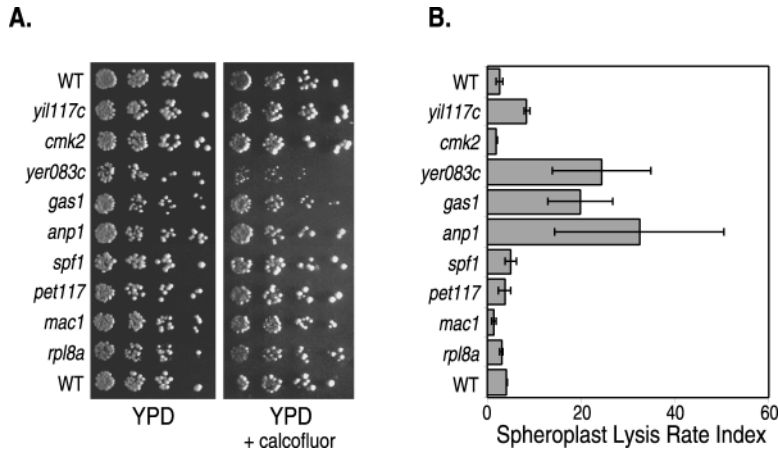 A.
WT
yil117c
cmk2
yer083c
gas1
anp1
spf1
pet117
mac1
rpl8a
WT
YPD
YPD
+ calcofluor
B.
WT
yil117c
cmk2
yer083c
gas1
anp1
spf1
pet117
mac1
rpl8a
WT
0 20 40 60
Spheroplast Lysis Rate Index